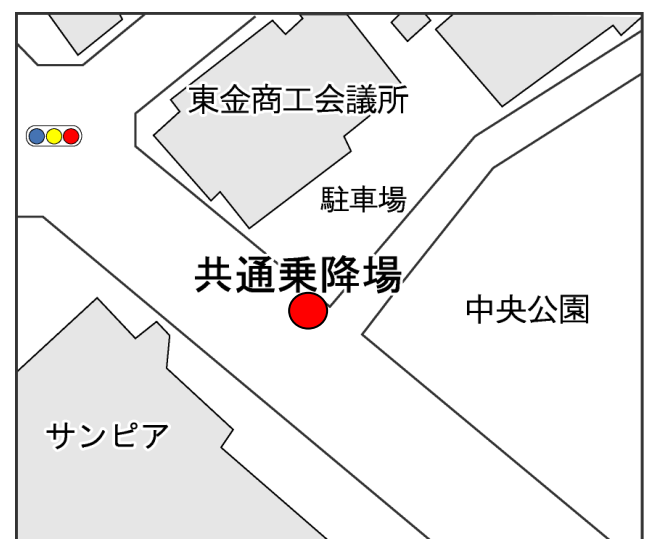 東金商工会議所
駐車場
共通乗降場
中央公園
サンピア